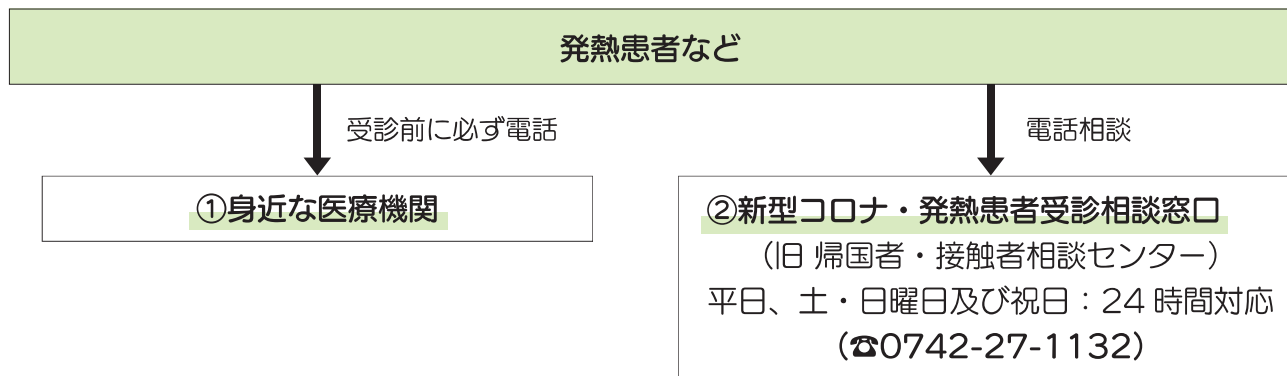 発熱患者など
受診前に必ず電話
電話相談
①身近な医療機関
②新型コロナ・発熱患者受診相談窓口
（旧 帰国者・接触者相談センター）
平日、土・日曜日及び祝日：24 時間対応
（☎0742-27-1132）